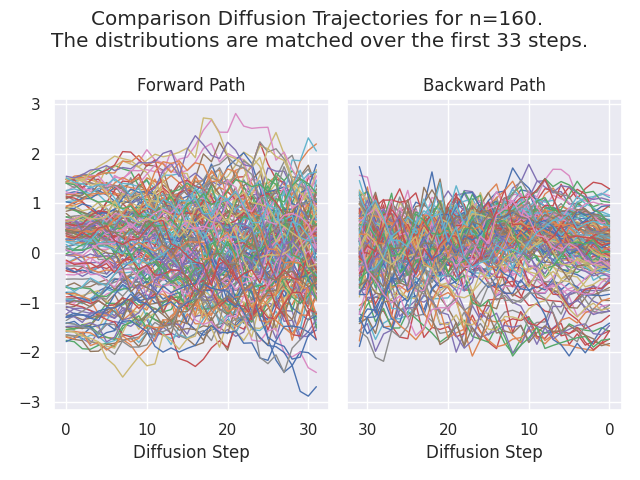 Comparison Diffusion Trajectories for n=160.
The distributions are matched over the first 33 steps.
Forward Path
Backward Path
3
2
1
0
−1
−2
−3
0
10
20
30
30
20
10
0
Diffusion Step
Diffusion Step